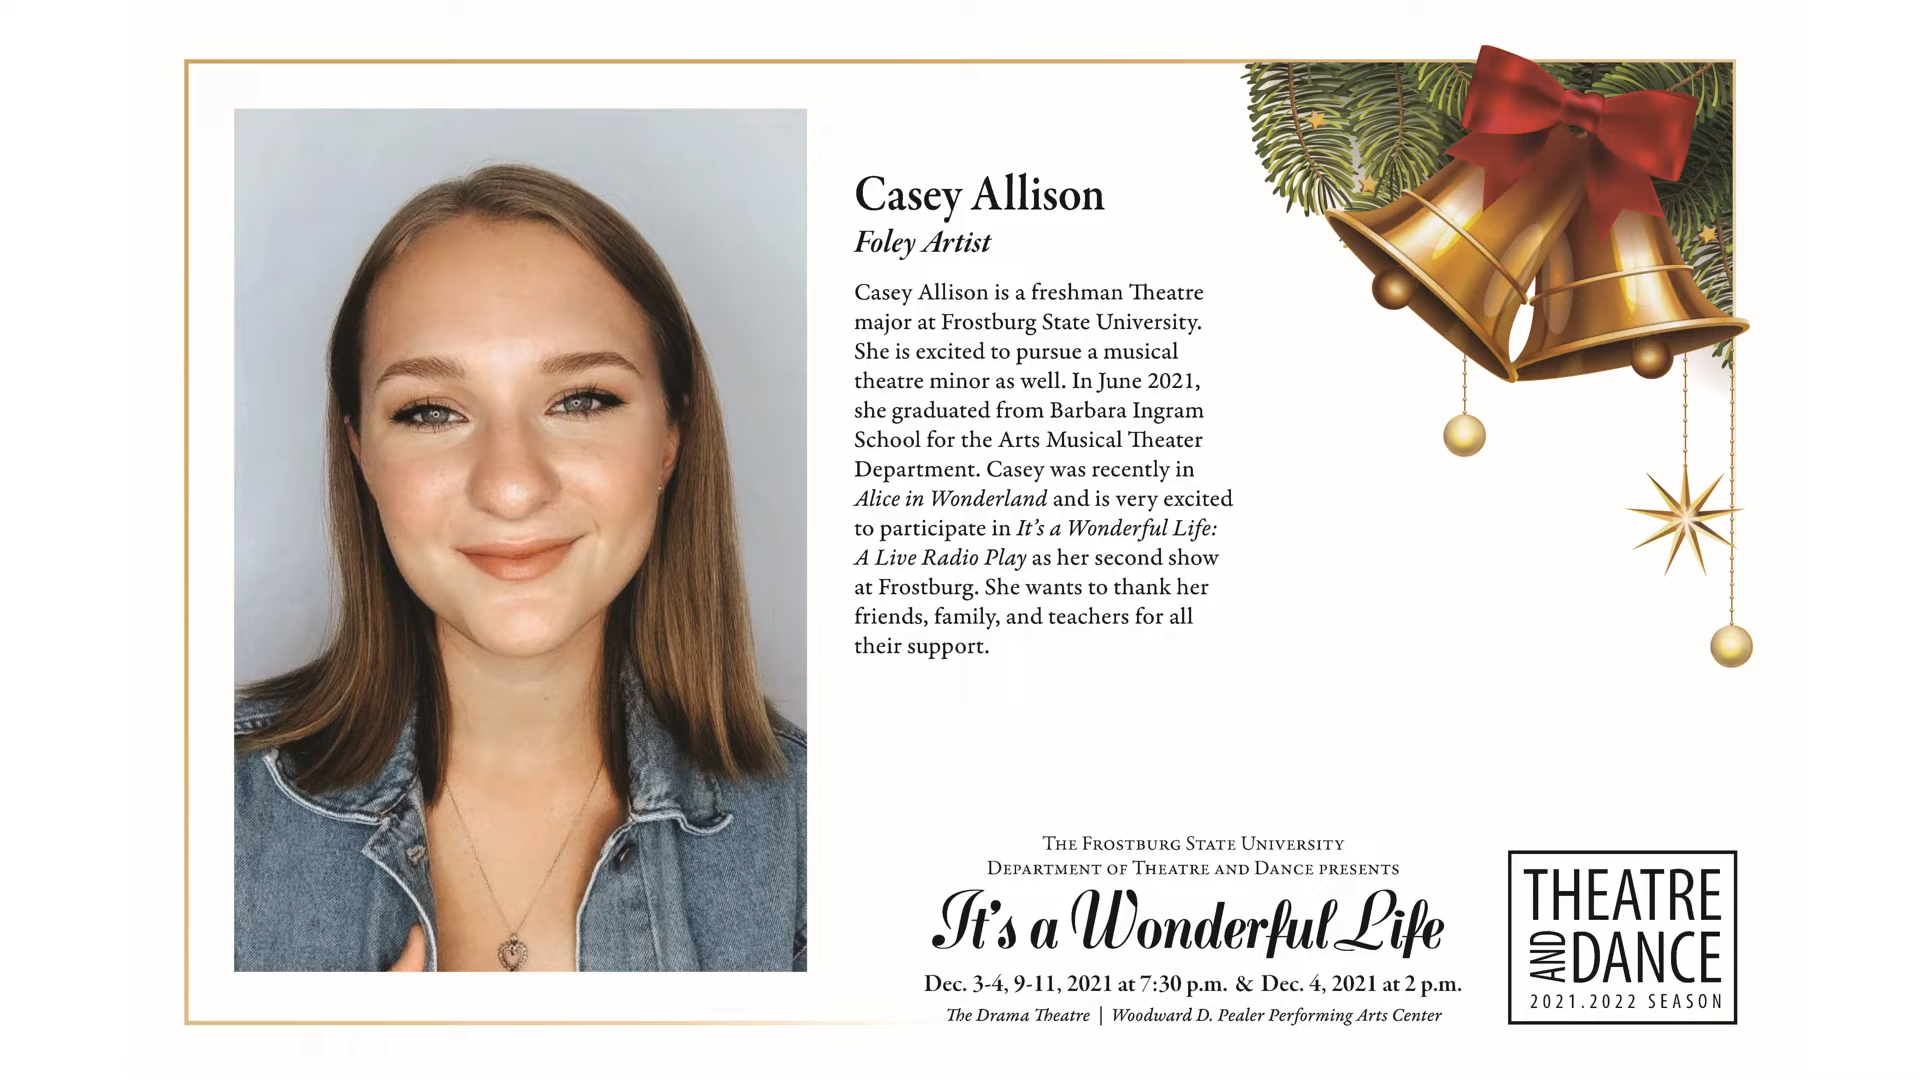 Casey Allison
Foley Artist
Casey Allison is a freshman Theatre
major at Frostburg State University.
She is excited to pursue a musical
theatre minor as well. In June 2021,
she graduated from Barbara Ingram
School for the Arts Musical Theater
Department. Casey was recently in
Alice in Wonderland and is very excited
to participate in It's a Wonderful Life:
A Live Radio Play as her second show
at Frostburg. She wants to thank her
friends, family, and teachers for all
their support.
The Frostburg State University
Department of Theatre and Dance presents
It's a Wonderful Life
Dec. 3-4, 9-11, 2021 at 7:30 p.m. & Dec. 4, 2021 at 2 p.m.
The Drama Theatre | Woodward D. Pealer Performing Arts Center
THEATRE
AND DANCE
2021.2022 SEASON